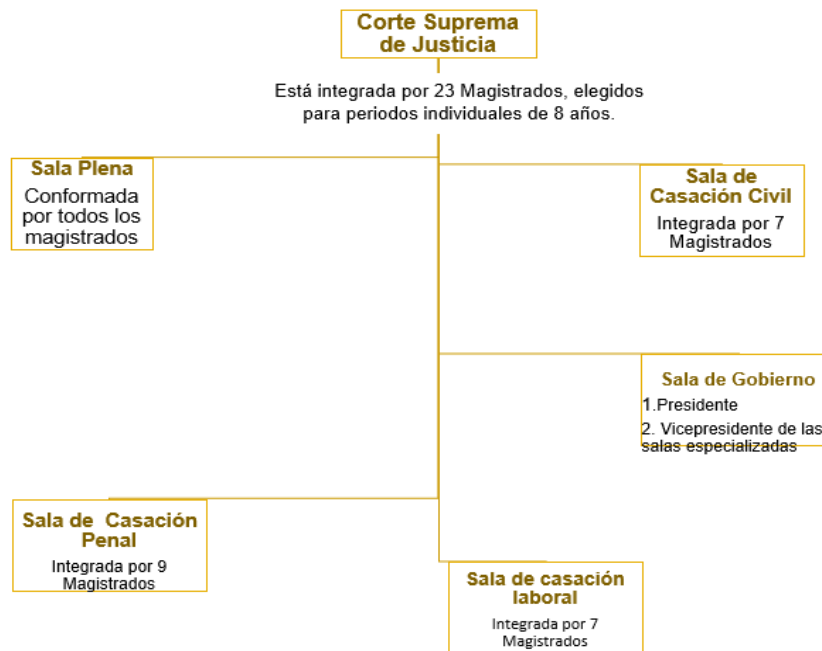 Corte Suprema
de Justicia
Está integrada por 23 Magistrados, elegidos
para periodos individuales de 8 años.
Sala Plena
Conformada
por todos los
magistrados
Sala de
Casación Civil
Integrada por 7
Magistrados
Sala de Gobierno
1.Presidente
2. Vicepresidente de las
salas especializadas
Sala de Casación
Penal
Integrada por 9
Magistrados
Sala de casación
laboral
Integrada por 7
Magistrados